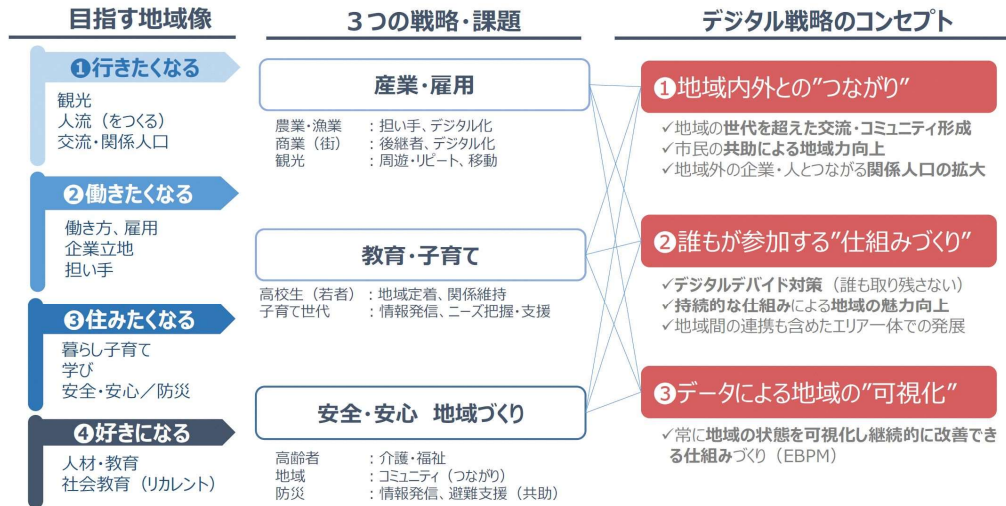 目指す地域像
❶行きたくなる
観光
人流（をつくる）
交流・関係人口
❷働きたくなる
働き方、雇用
企業立地
担い手
❸住みたくなる
暮らし子育て
学び
安全・安心／防災
❹好きになる
人材・教育
社会教育（リカレント）
３つの戦略・課題
産業・雇用
農業・漁業　：担い手、デジタル化
商業（街）　：後継者、デジタル化
観光　：周遊・リピート、移動
教育・子育て
高校生（若者）：地域定着、関係維持
子育て世代　：情報発信、ニーズ把握・支援
安全・安心 地域づくり
高齢者　：介護・福祉
地域　：コミュニティ（つながり）
防災　：情報発信、避難支援（共助）
デジタル戦略のコンセプト
❶地域内外との”つながり”
✓地域の世代を超えた交流・コミュニティ形成
✓市民の共助による地域力向上
✓地域外の企業・人とつながる関係人口の拡大
❷誰もが参加する“仕組みづくり”
✓デジタルデバイド対策（誰も取り残さない）
✓持続的な仕組みによる地域の魅力向上
✓地域間の連携も含めたエリア一体での発展
❸データによる地域の”可視化”
✓常に地域の状態を可視化し継続的に改善でき
る仕組みづくり（EBPM）